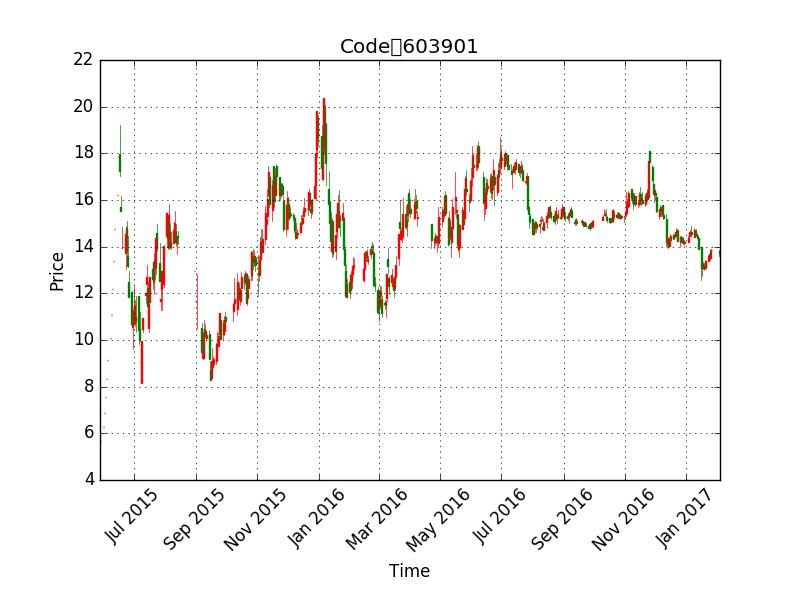 Code▯603901
22
20
18
16
14
12
10
8
6
4
Price
Jul 2015
Sep 2015
Nov 2015
Jan 2016
Mar 2016
May 2016
Jul 2016
Sep 2016
Nov 2016
Jan 2017
Time